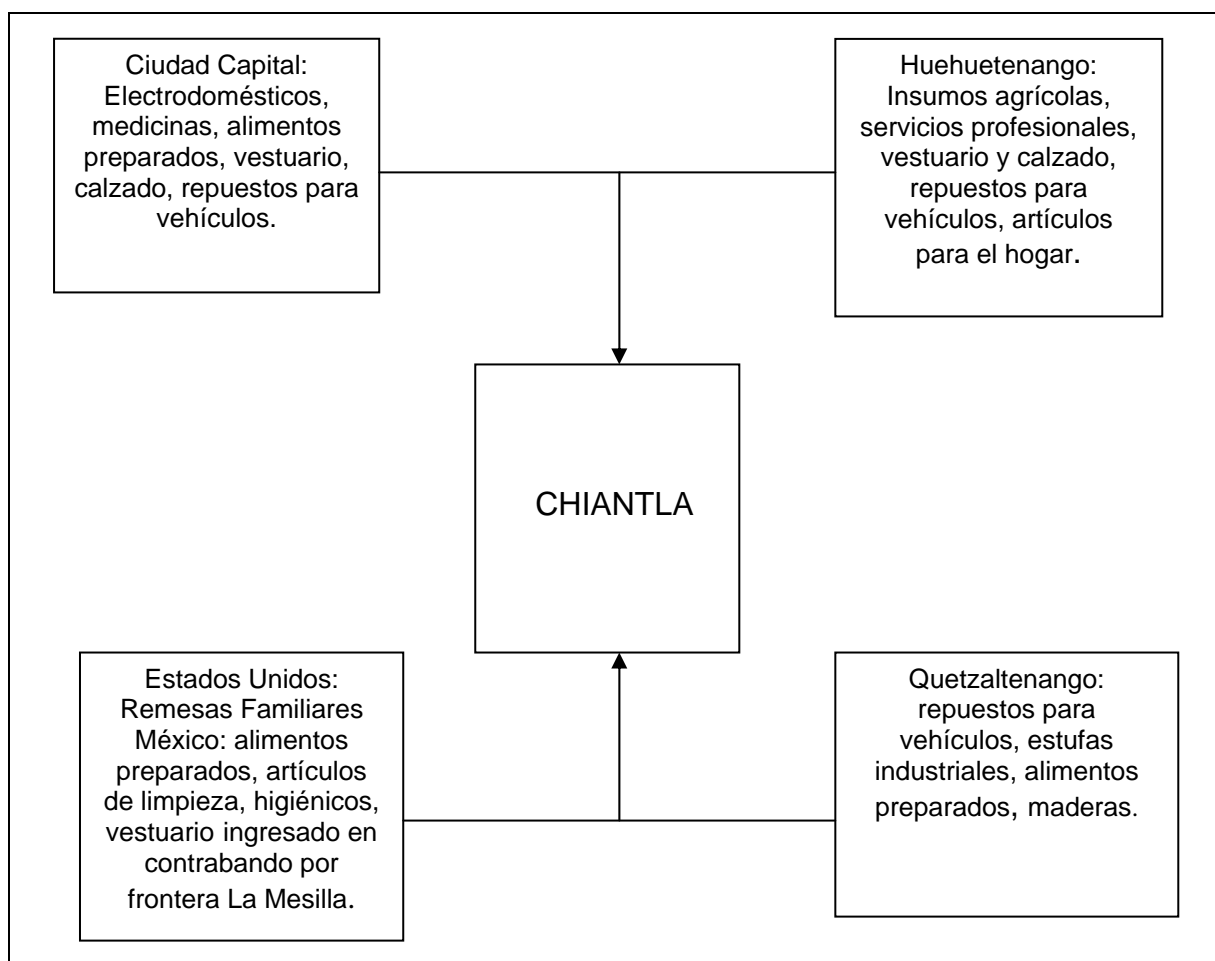 Ciudad Capital:
Electrodomésticos,
medicinas, alimentos
preparados, vestuario,
calzado, repuestos para
vehículos.
Huehuetenango:
Insumos agrícolas,
servicios profesionales,
vestuario y calzado,
repuestos para
vehículos, artículos
para el hogar.
CHIANTLA
Estados Unidos:
Remesas Familiares
México: alimentos
preparados, artículos
de limpieza, higiénicos,
vestuario ingresado en
contrabando por
frontera La Mesilla.
Quetzaltenango:
repuestos para
vehículos, estufas
industriales, alimentos
preparados, maderas.